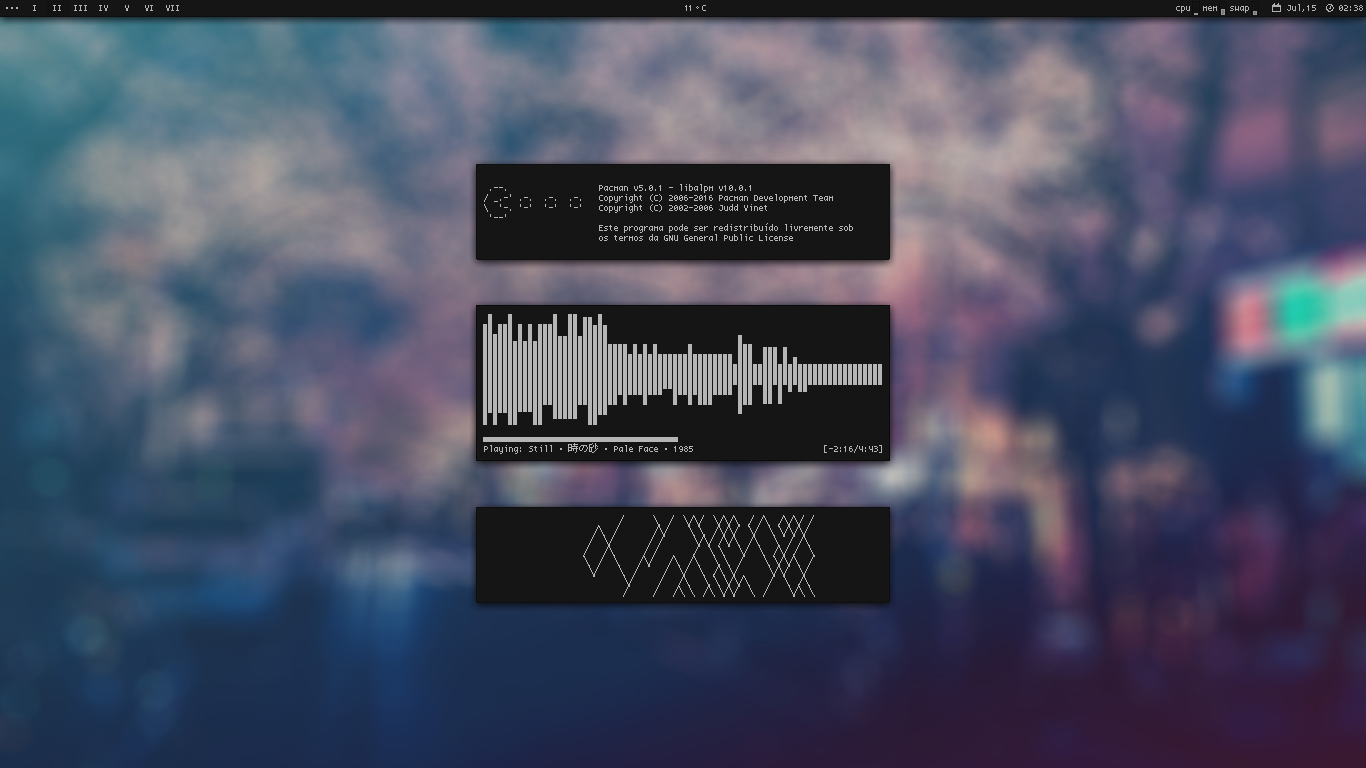 I II III IV V VI VII
11°C
cpu mem swap Jul,15 02:38
Pacman v5.0.1 - libalpm v10.0.1
Copyright (C) 2006-2016 Pacman Development Team
Copyright (C) 2002-2006 Judd Vinet
Este programa pode ser redistribuído livremente sob
os termos da GNU General Public License
Playing: Still • 時の砂 • Pale Face • 1985 [-2:16/4:43]